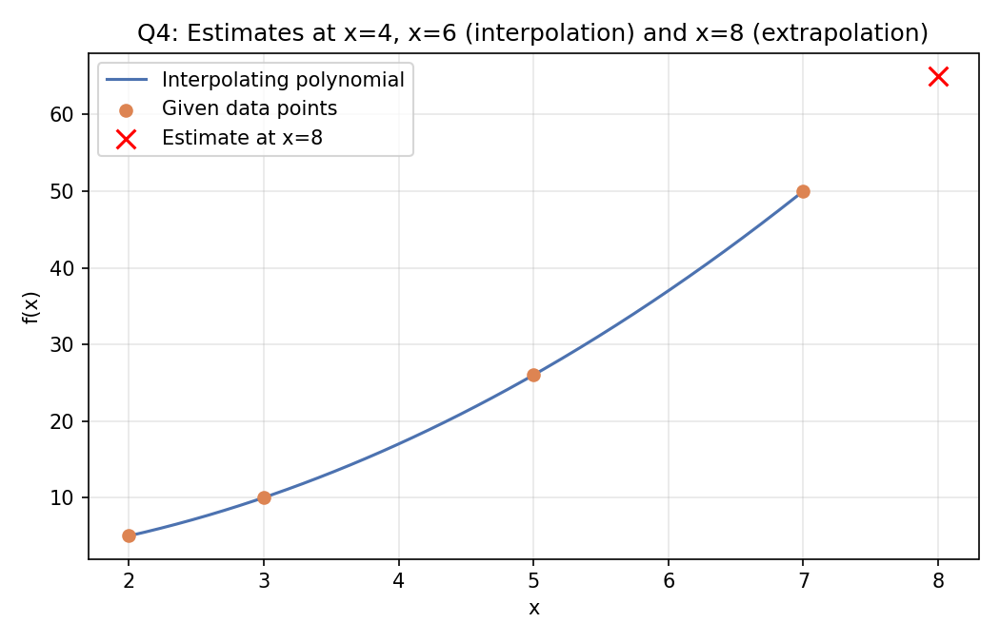 Q4: Estimates at x=4, x=6 (interpolation) and x=8 (extrapolation)
Interpolating polynomial
Given data points
Estimate at x=8
60
50
40
30
20
10
f(x)
2 3 4 5 6 7 8
x